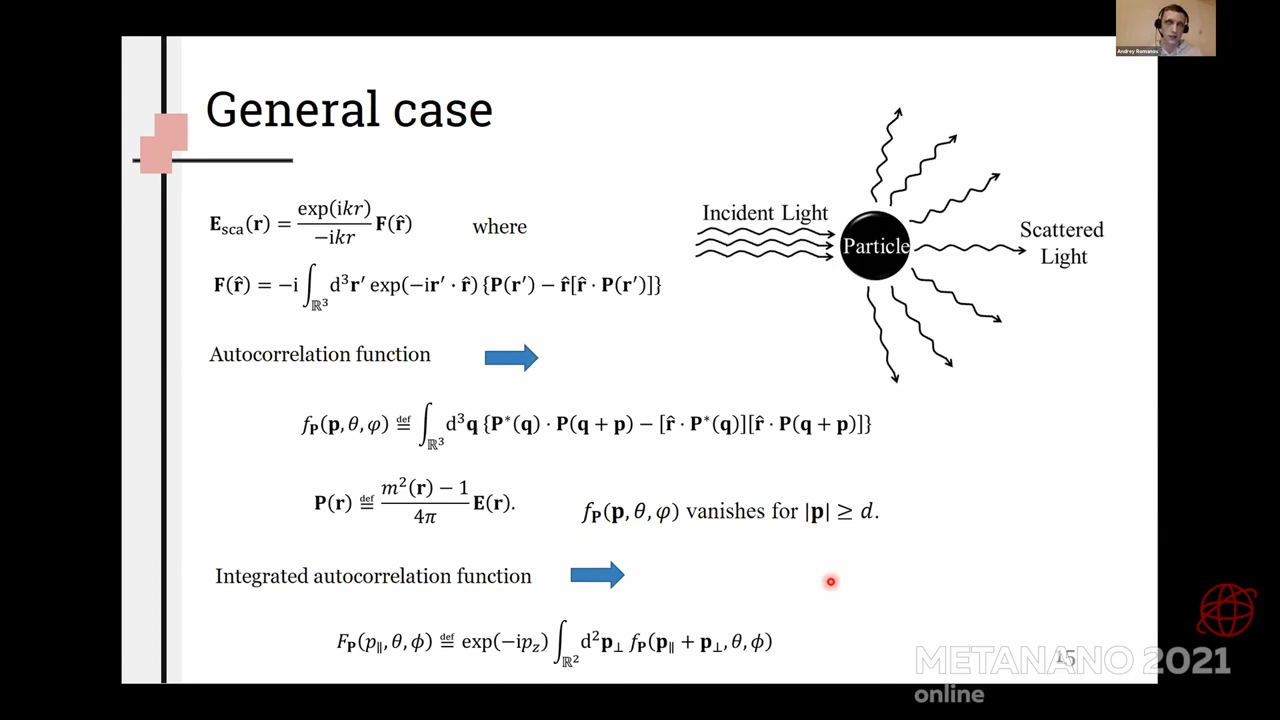 Andrey Romanov
General case
E_sca(r) = exp(ikr) / −ikr F(r̂) where
F(r̂) = −i ∫_ℝ³ d³r′ exp(−ir′ · r̂) {P(r′) − r̂[r̂ · P(r′)]}
Incident Light
Particle
Scattered
Light
Autocorrelation function
f_P(p, θ, φ) ≝ ∫_ℝ³ d³q {P*(q) · P(q + p) − [r̂ · P*(q)][r̂ · P(q + p)]}
P(r) ≝ m²(r) − 1 / 4π E(r).
f_P(p, θ, φ) vanishes for |p| ≥ d.
Integrated autocorrelation function
F_P(p_∥, θ, ϕ) ≝ exp(−ip_z) ∫_ℝ² d²p_⊥ f_P(p_∥ + p_⊥, θ, ϕ)
15
METANANO 2021
online